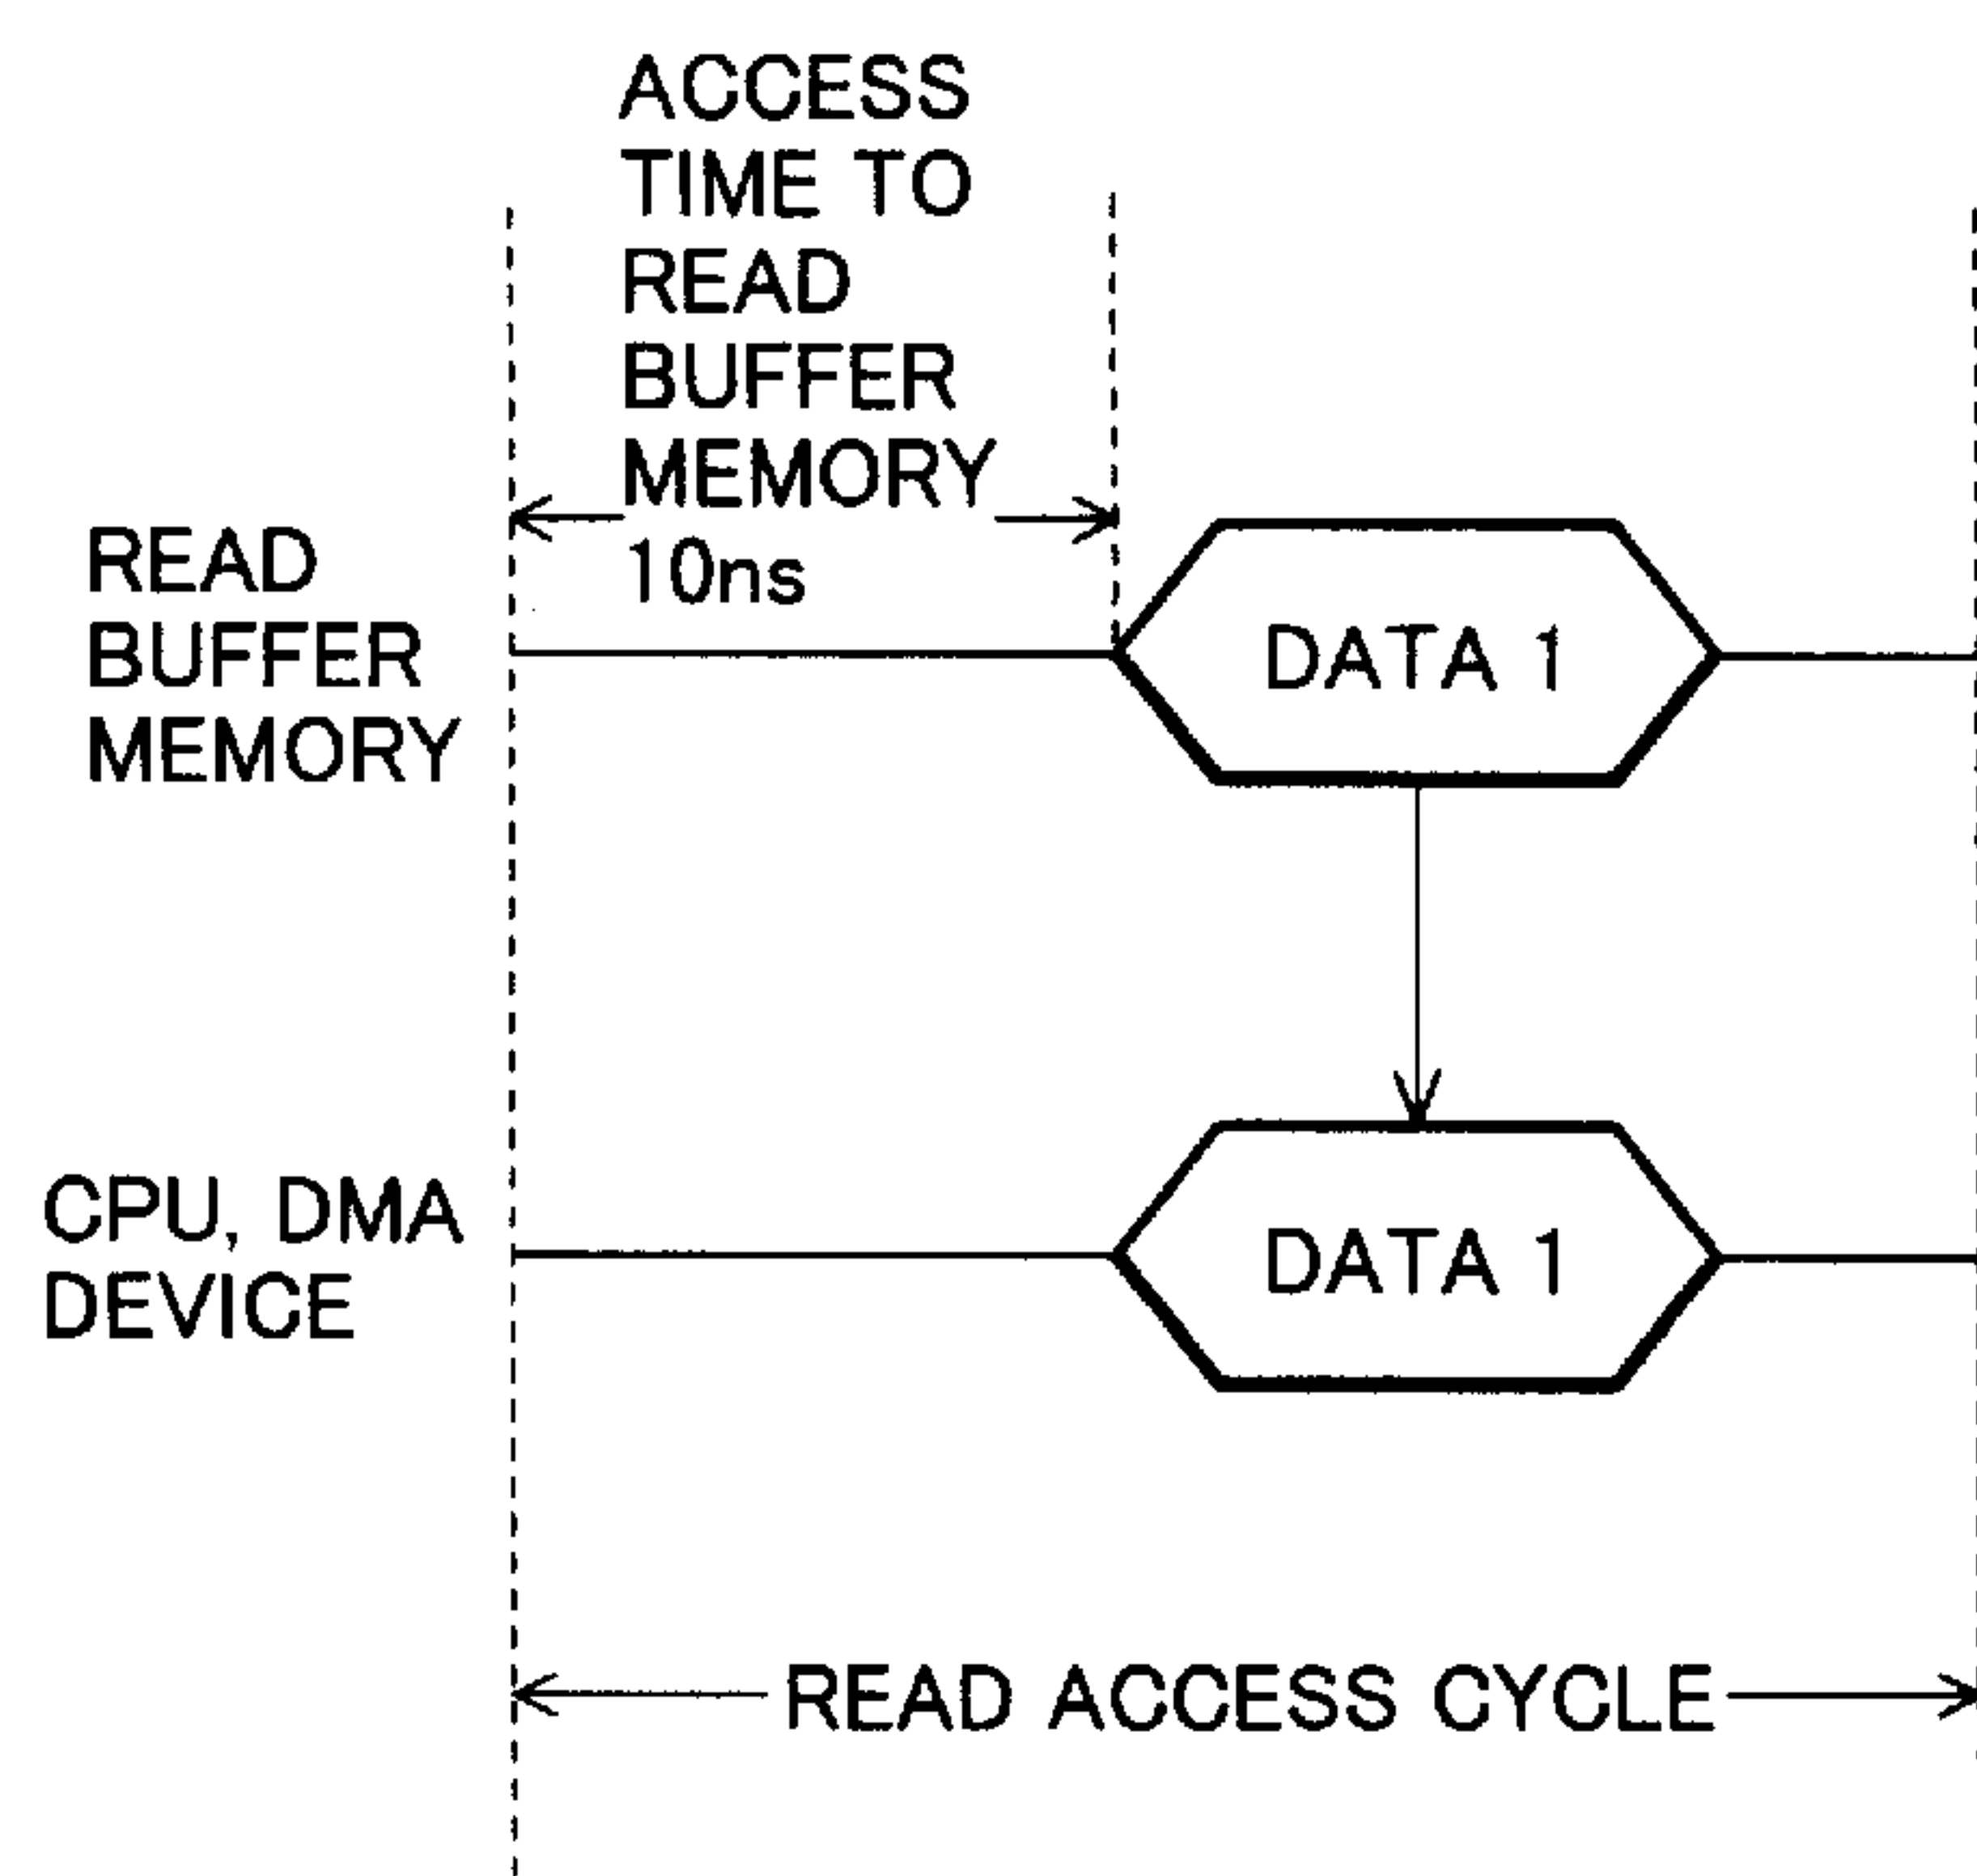 ACCESS
TIME TO
READ
BUFFER
MEMORY
10ns
READ
BUFFER
MEMORY
DATA 1
CPU, DMA
DEVICE
DATA 1
READ ACCESS CYCLE